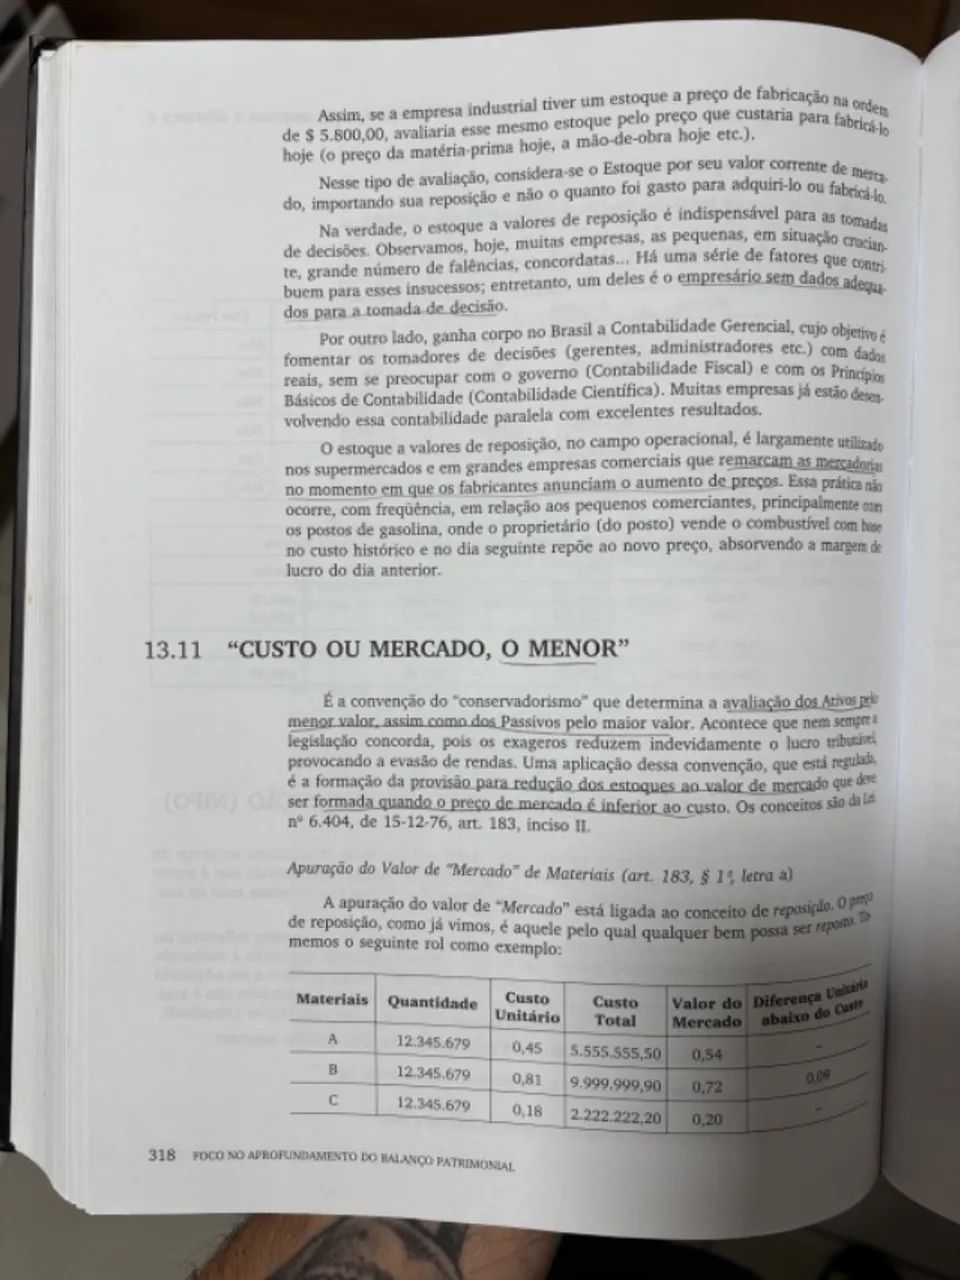 Assim, se a empresa industrial tiver um estoque a preço de fabricação na ordem
de $ 5.800,00, avaliaria esse mesmo estoque pelo preço que custaria para fabricá-lo
hoje (o preço da matéria-prima hoje, a mão-de-obra hoje etc.).
Nesse tipo de avaliação, considera-se o Estoque por seu valor corrente de merca-
do, importando sua reposição e não o quanto foi gasto para adquiri-lo ou fabricá-lo.
Na verdade, o estoque a valores de reposição é indispensável para as tomadas
de decisões. Observamos, hoje, muitas empresas, as pequenas, em situação crucian-
te, grande número de falências, concordatas... Há uma série de fatores que contri-
buem para esses insucessos; entretanto, um deles é o empresário sem dados adequa-
dos para a tomada de decisão.
Por outro lado, ganha corpo no Brasil a Contabilidade Gerencial, cujo objetivo é
fomentar os tomadores de decisões (gerentes, administradores etc.) com dados
reais, sem se preocupar com o governo (Contabilidade Fiscal) e com os Princípios
Básicos de Contabilidade (Contabilidade Científica). Muitas empresas já estão desen-
volvendo essa contabilidade paralela com excelentes resultados.
O estoque a valores de reposição, no campo operacional, é largamente utilizado
nos supermercados e em grandes empresas comerciais que remarcam as mercadorias
no momento em que os fabricantes anunciam o aumento de preços. Essa prática não
ocorre, com freqüência, em relação aos pequenos comerciantes, principalmente com
os postos de gasolina, onde o proprietário (do posto) vende o combustível com base
no custo histórico e no dia seguinte repõe ao novo preço, absorvendo a margem de
lucro do dia anterior.
13.11 “CUSTO OU MERCADO, O MENOR”
É a convenção do “conservadorismo” que determina a avaliação dos Ativos pelo
menor valor, assim como dos Passivos pelo maior valor. Acontece que nem sempre a
legislação concorda, pois os exageros reduzem indevidamente o lucro tributável,
provocando a evasão de rendas. Uma aplicação dessa convenção, que está regulada,
é a formação da provisão para redução dos estoques ao valor de mercado que deve
ser formada quando o preço de mercado é inferior ao custo. Os conceitos são da Lei
nº 6.404, de 15-12-76, art. 183, inciso II.
Apuração do Valor de “Mercado” de Materiais (art. 183, § 1º, letra a)
A apuração do valor de “Mercado” está ligada ao conceito de reposição. O preço
de reposição, como já vimos, é aquele pelo qual qualquer bem possa ser reposto. To-
memos o seguinte rol como exemplo:
Materiais Quantidade Custo Unitário Custo Total Valor do Mercado Diferença Unitária abaixo do Custo
A 12.345.679 0,45 5.555.555,50 0,54 –
B 12.345.679 0,81 9.999.999,90 0,72 0,09
C 12.345.679 0,18 2.222.222,20 0,20 –
318 FOCO NO APROFUNDAMENTO DO BALANÇO PATRIMONIAL